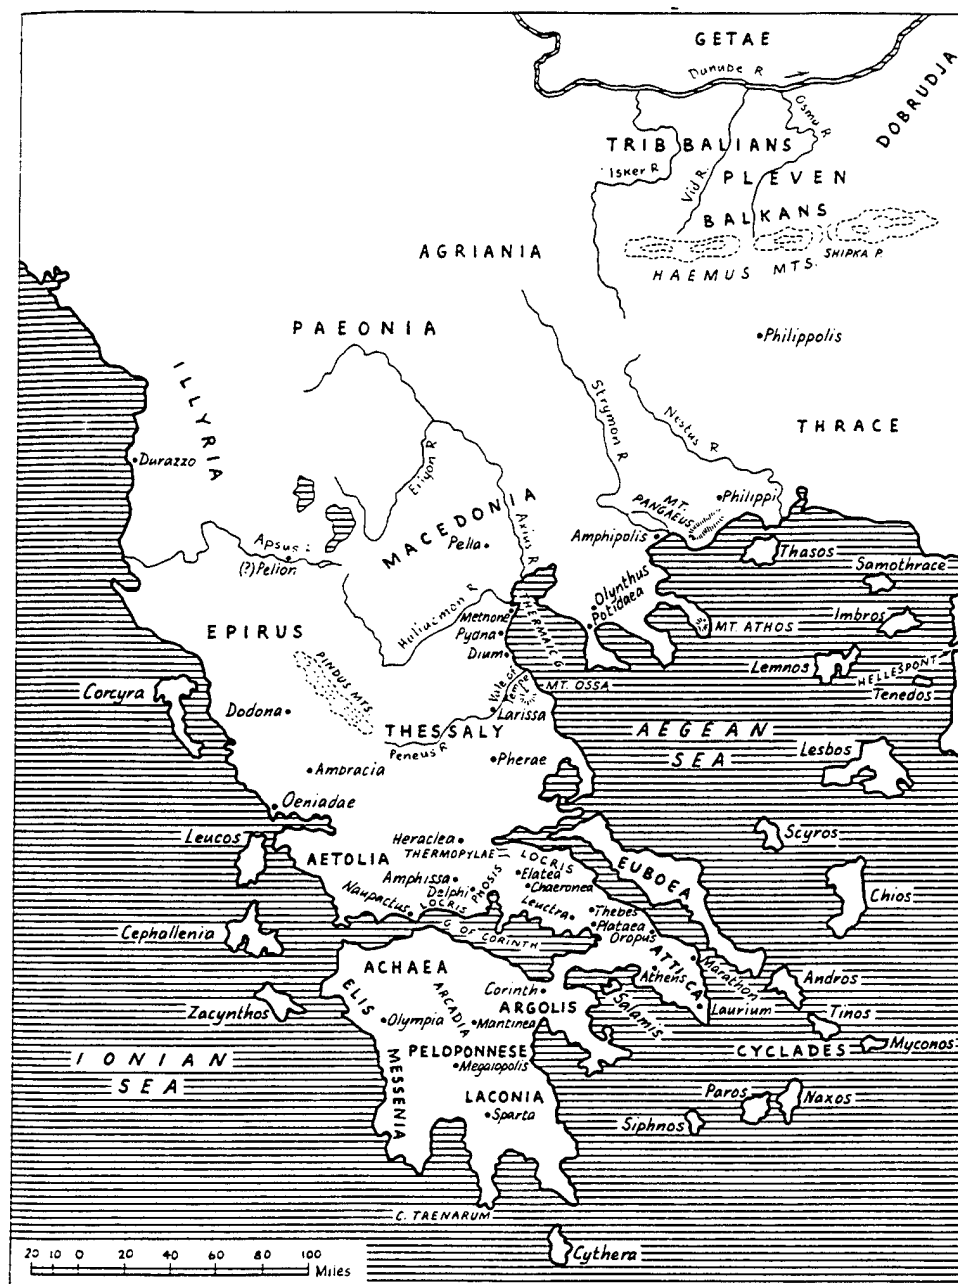 GETAE
Danube R
DOBRUDJA
Osmu R
TRIBBALIANS
Isker R
Vid R.
PLEVEN
BALKANS
HAEMUS MTS.
SHIPKA P.
AGRIANIA
PAEONIA
Philippolis
ILLYRIA
Strymon R
Nestus R
THRACE
Durazzo
Erigon R
MACEDONIA
Axius R
MT. PANGAEUS
Philippi
Pella
Amphipolis
Thasos
Apsus
(?) Pelion
Samothrace
Haliacmon R
Methone
THERMAIC G
Olynthus
Potidaea
Imbros
EPIRUS
Pydna
MT ATHOS
Dium
PINDUS MTS.
Lemnos
HELLESPONT
Corcyra
Vale of Tempe
MT. OSSA
Tenedos
Dodona
Larissa
THESSALY
Peneus R
AEGEAN
SEA
Pherae
Lesbos
Ambracia
Oeniadae
Leucos
Heraclea
Scyros
THERMOPYLAE
AETOLIA
LOCRIS
EUBOEA
Elatea
Amphissa
Delphi
PHOSIS
Chaeronea
Chios
Naupactus
LOCRIS
Leuctra
Thebes
Plataea
Oropus
Cephallenia
G OF CORINTH
ATTICA
Marathon
ACHAEA
Athens
Andros
Corinth
ELIS
ARCADIA
ARGOLIS
Salamis
Laurium
Zacynthos
Tinos
Olympia
Mantinea
IONIAN
SEA
PELOPONNESE
CYCLADES
Myconos
Megalopolis
MESSENIA
LACONIA
Paros
Naxos
Sparta
Siphnos
C. TRENARUM
Cythera
20 10 0 20 40 60 80 100
Miles